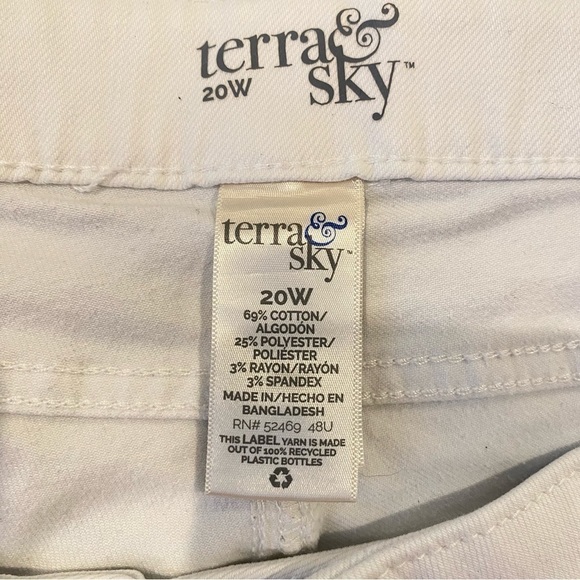 terra&
20W sky™
terra&
sky™
20W
69% COTTON/
ALGODÓN
25% POLYESTER/
POLIÉSTER
3% RAYON/RAYÓN
3% SPANDEX
MADE IN/HECHO EN
BANGLADESH
RN# 52469 48U
THIS LABEL YARN IS MADE
OUT OF 100% RECYCLED
PLASTIC BOTTLES